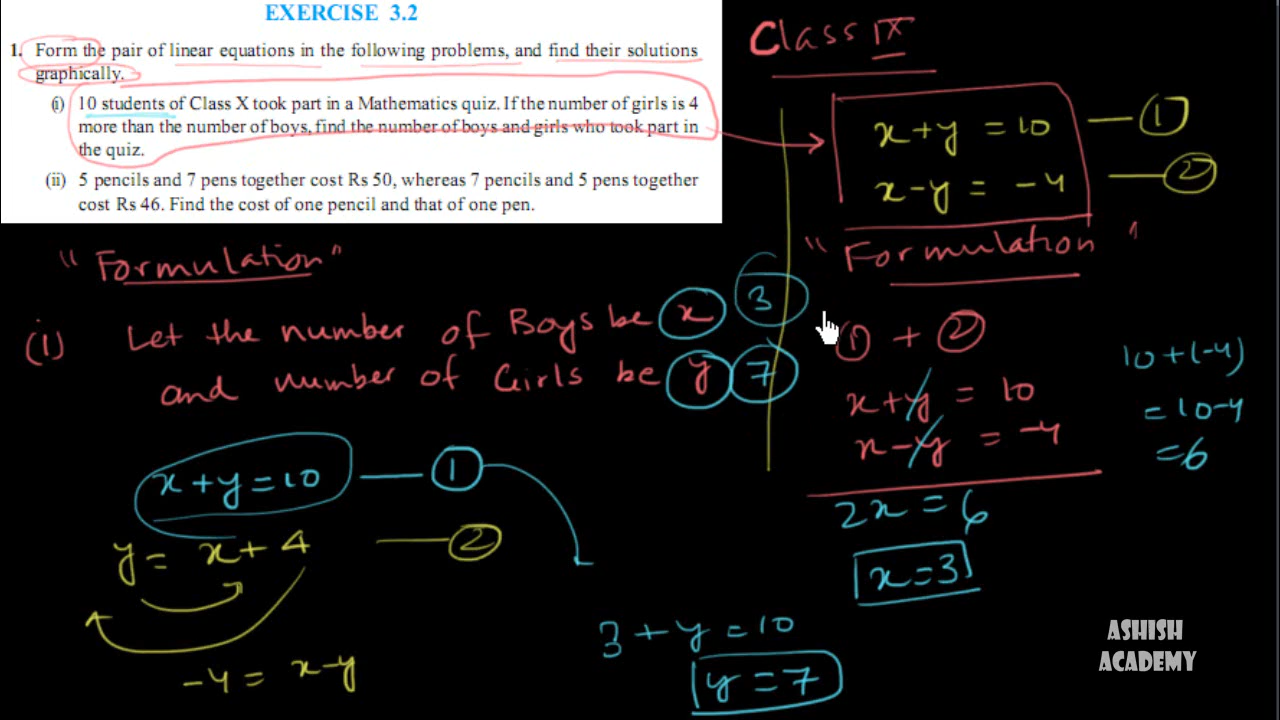 EXERCISE 3.2
1. Form the pair of linear equations in the following problems, and find their solutions
graphically.
(i) 10 students of Class X took part in a Mathematics quiz. If the number of girls is 4
more than the number of boys, find the number of boys and girls who took part in
the quiz.
(ii) 5 pencils and 7 pens together cost Rs 50, whereas 7 pencils and 5 pens together
cost Rs 46. Find the cost of one pencil and that of one pen.
"Formulation"
(i) Let the number of Boys be x 3
and number of Girls be y 7
x+y=10 — ①
y = x+4 — ②
-4 = x-y
3+y=10
y=7
Class IX
x+y = 10 — ①
x-y = -4 — ②
"Formulation"
① + ②
x+y = 10
x-y = -4
2x = 6
x=3
10+(-4)
=10-4
=6
ASHISH
ACADEMY